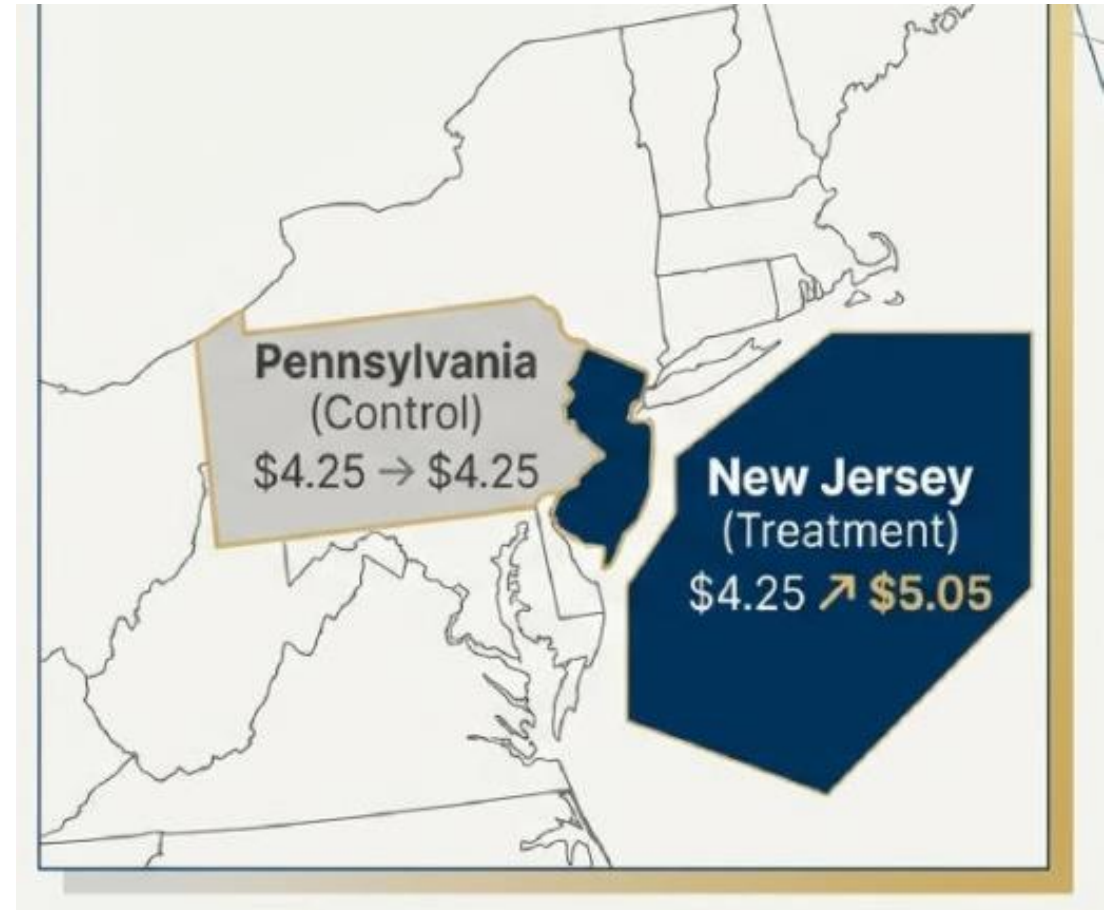 Pennsylvania
(Control)
$4.25 → $4.25
New Jersey
(Treatment)
$4.25 ↗ $5.05